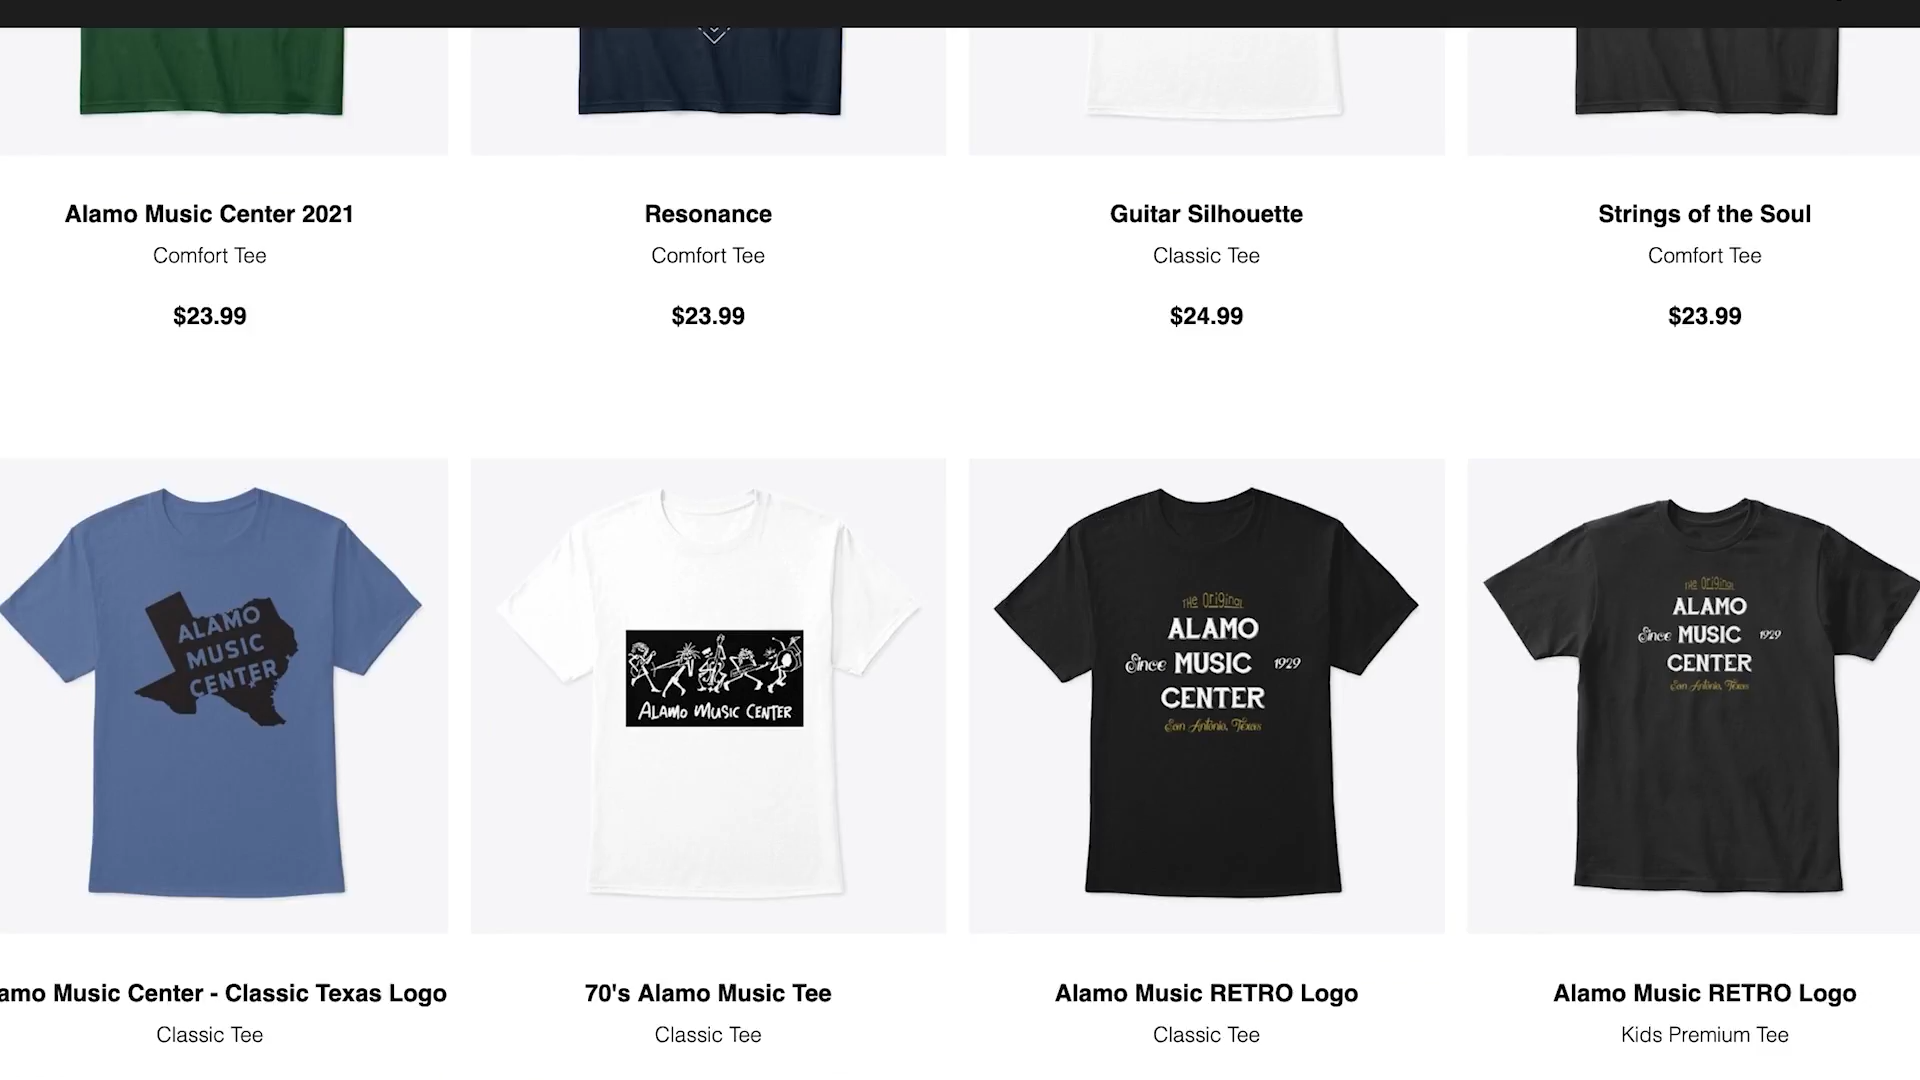 Alamo Music Center 2021
Comfort Tee
$23.99
Resonance
Comfort Tee
$23.99
Guitar Silhouette
Classic Tee
$24.99
Strings of the Soul
Comfort Tee
$23.99
ALAMO
MUSIC
CENTER
amo Music Center - Classic Texas Logo
Classic Tee
ALAMO MUSIC CENTER
70's Alamo Music Tee
Classic Tee
THE ORIGINAL
ALAMO
Since MUSIC 1929
CENTER
San Antonio, Texas
Alamo Music RETRO Logo
Classic Tee
THE ORIGINAL
ALAMO
Since MUSIC 1929
CENTER
San Antonio, Texas
Alamo Music RETRO Logo
Kids Premium Tee